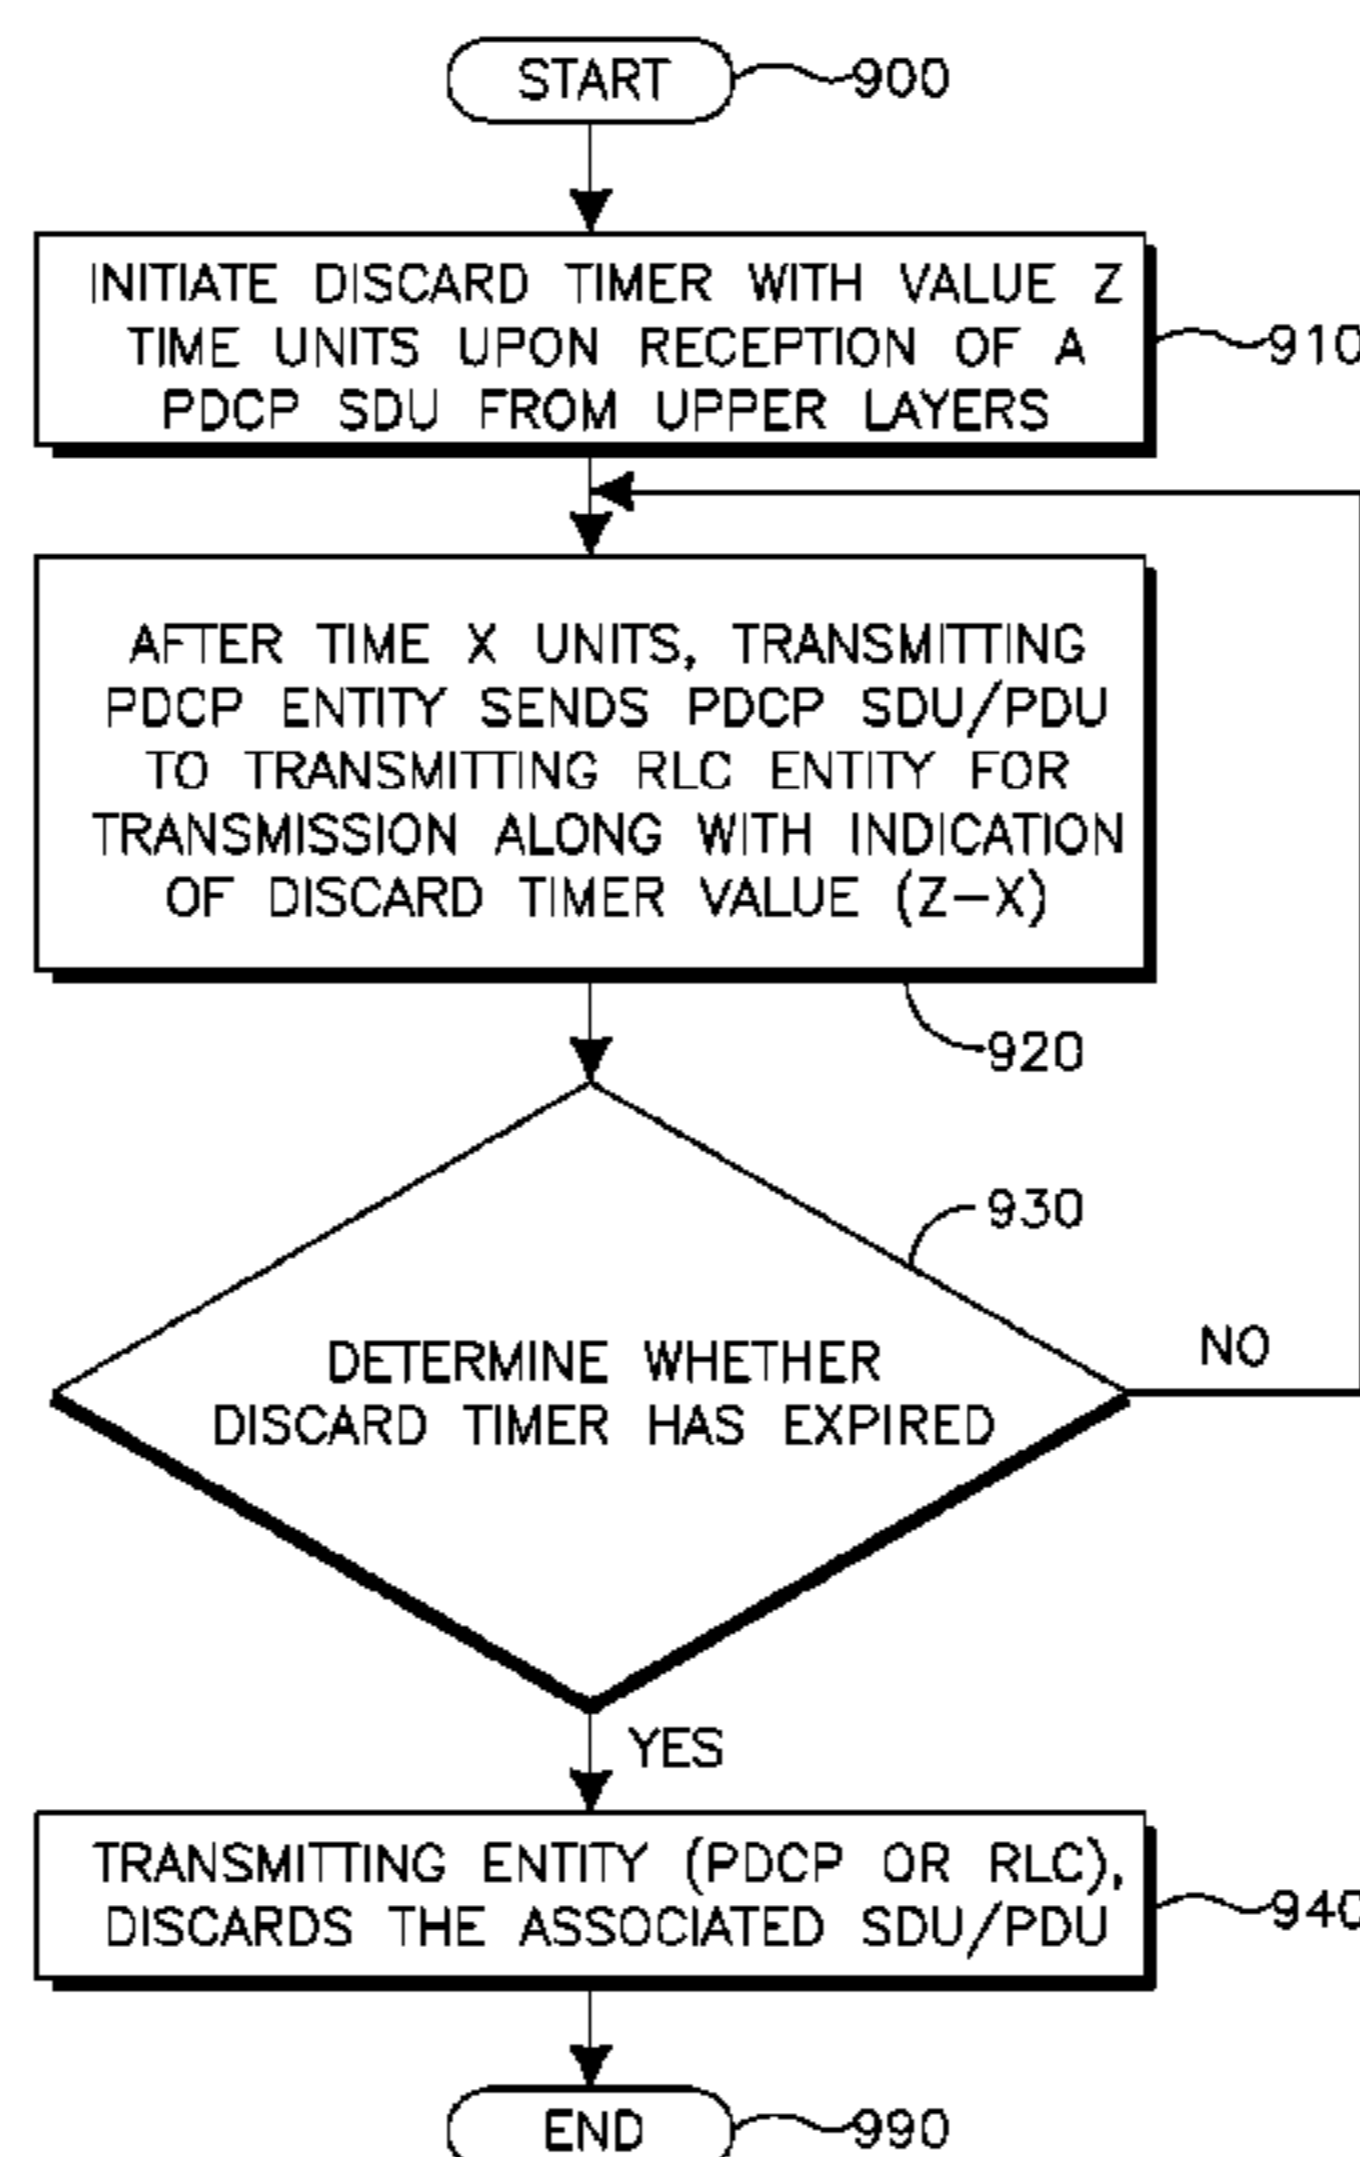 START
900
INITIATE DISCARD TIMER WITH VALUE Z
TIME UNITS UPON RECEPTION OF A
PDCP SDU FROM UPPER LAYERS
910
AFTER TIME X UNITS, TRANSMITTING
PDCP ENTITY SENDS PDCP SDU/PDU
TO TRANSMITTING RLC ENTITY FOR
TRANSMISSION ALONG WITH INDICATION
OF DISCARD TIMER VALUE (Z-X)
920
930
DETERMINE WHETHER
DISCARD TIMER HAS EXPIRED
NO
YES
TRANSMITTING ENTITY (PDCP OR RLC),
DISCARDS THE ASSOCIATED SDU/PDU
940
END
990